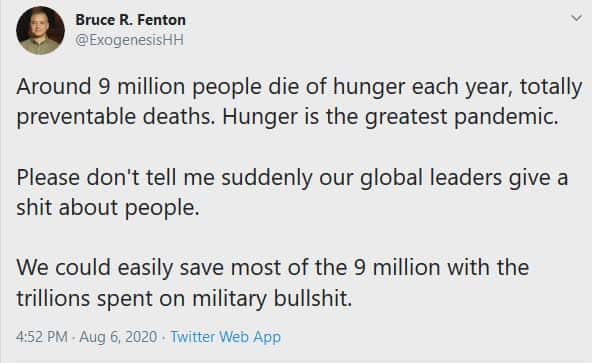 Bruce R. Fenton
@ExogenesisHH
Around 9 million people die of hunger each year, totally
preventable deaths. Hunger is the greatest pandemic.
Please don't tell me suddenly our global leaders give a
shit about people.
We could easily save most of the 9 million with the
trillions spent on military bullshit.
4:52 PM · Aug 6, 2020 · Twitter Web App